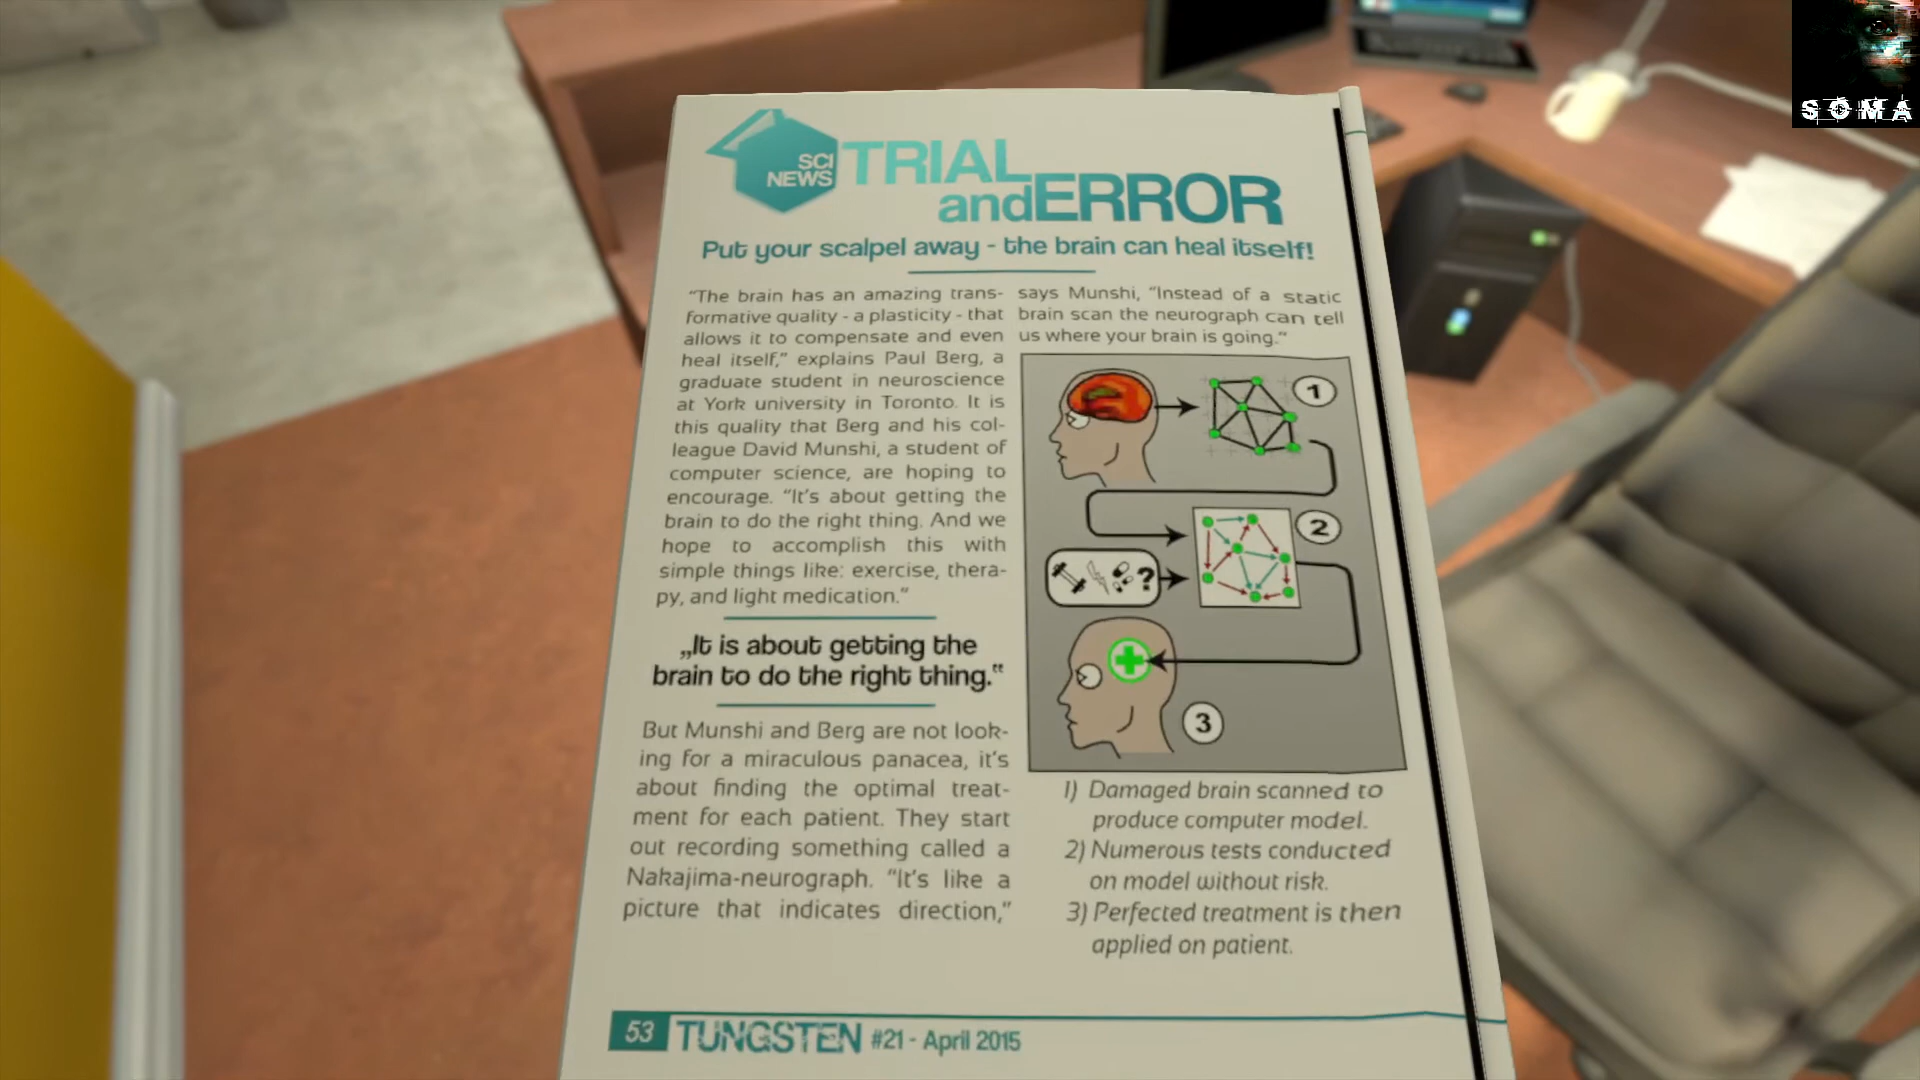 SOMA
SCI
NEWS
TRIAL
andERROR
Put your scalpel away - the brain can heal itself!
"The brain has an amazing trans-
formative quality - a plasticity - that
allows it to compensate and even
heal itself," explains Paul Berg, a
graduate student in neuroscience
at York university in Toronto. It is
this quality that Berg and his col-
league David Munshi, a student of
computer science, are hoping to
encourage. "It's about getting the
brain to do the right thing. And we
hope to accomplish this with
simple things like: exercise, thera-
py, and light medication."
„It is about getting the
brain to do the right thing."
But Munshi and Berg are not look-
ing for a miraculous panacea, it's
about finding the optimal treat-
ment for each patient. They start
out recording something called a
Nakajima-neurograph. "It's like a
picture that indicates direction,"
says Munshi, "Instead of a static
brain scan the neurograph can tell
us where your brain is going."
1
2
?
3
1) Damaged brain scanned to
produce computer model.
2) Numerous tests conducted
on model without risk.
3) Perfected treatment is then
applied on patient.
53 TUNGSTEN #21 - April 2015